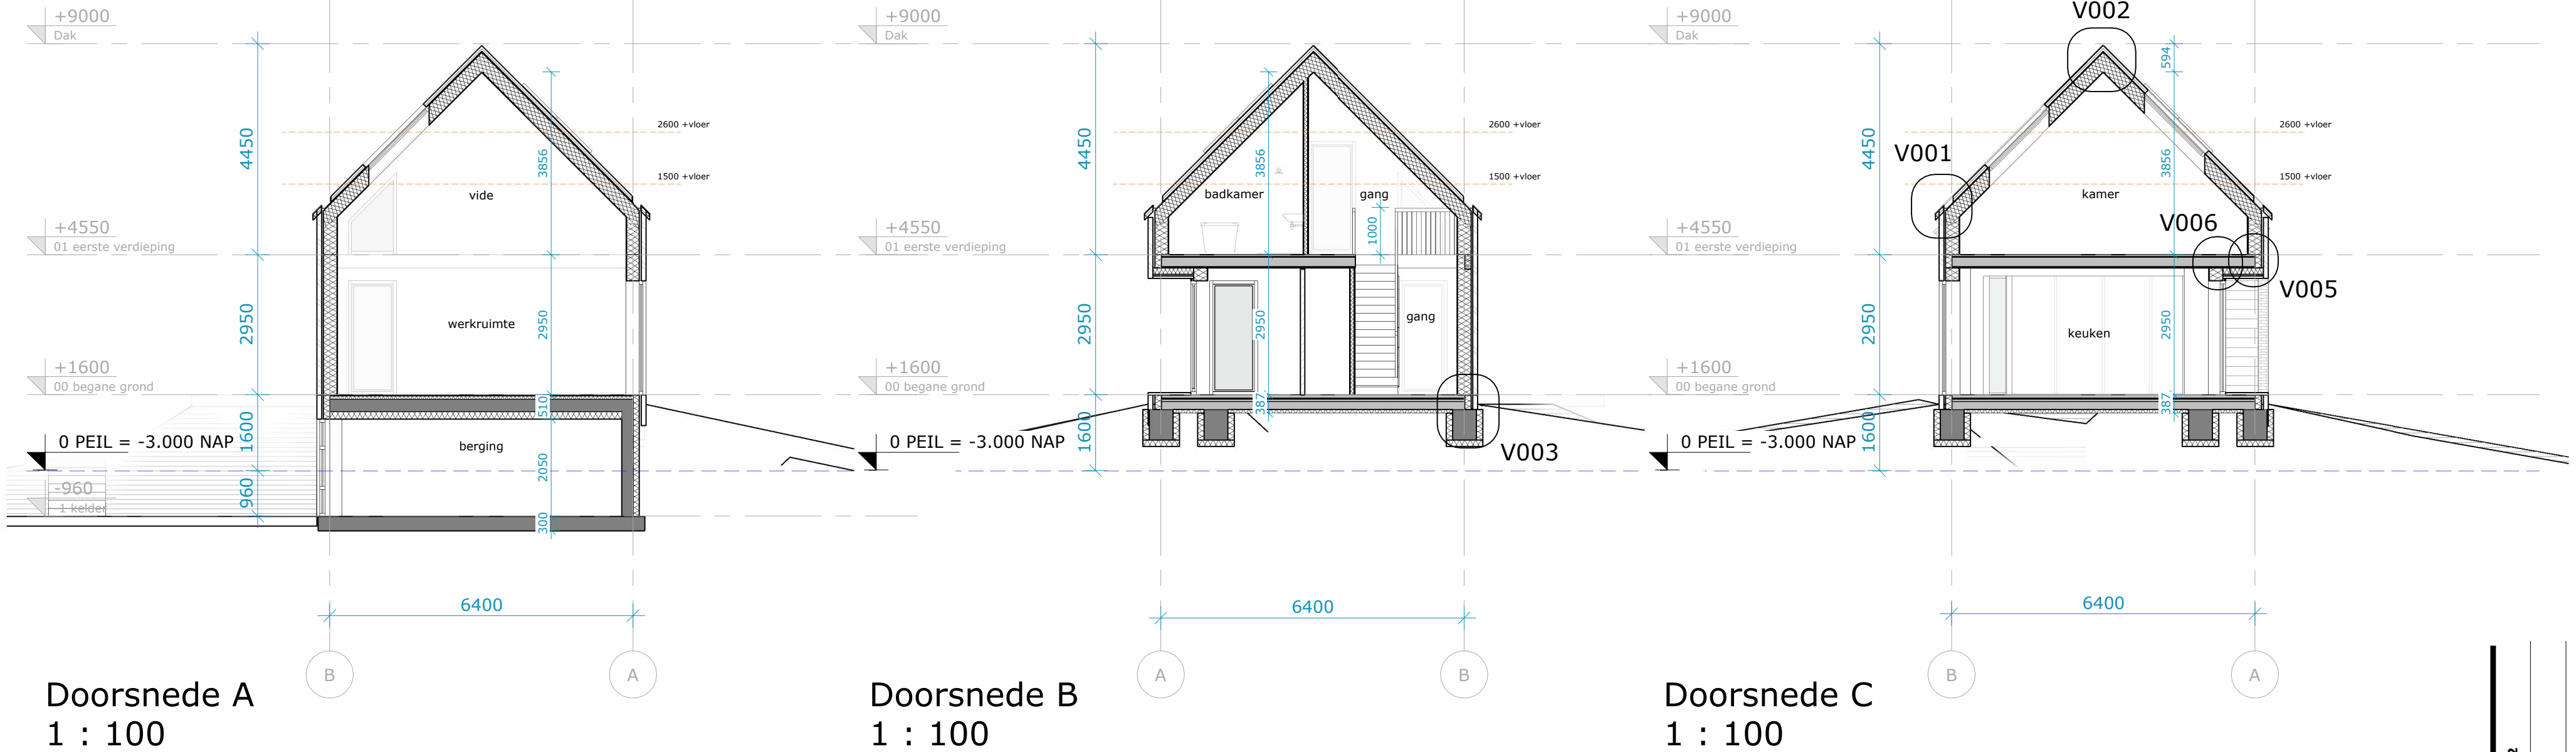 +9000
Dak
4450
3856
2600 +vloer
1500 +vloer
vide
+4550
01 eerste verdieping
2950
2950
werkruimte
+1600
00 begane grond
510
1600
0 PEIL = -3.000 NAP
berging
2050
-960
-1 kelder
960
300
6400
B
A
Doorsnede A
1 : 100
+9000
Dak
4450
3856
2600 +vloer
1500 +vloer
badkamer
gang
1000
+4550
01 eerste verdieping
2950
2950
gang
+1600
00 begane grond
387
1600
0 PEIL = -3.000 NAP
V003
6400
A
B
Doorsnede B
1 : 100
V002
+9000
Dak
594
4450
3856
2600 +vloer
1500 +vloer
V001
kamer
V006
+4550
01 eerste verdieping
V005
2950
2950
keuken
+1600
00 begane grond
387
1600
0 PEIL = -3.000 NAP
6400
B
A
Doorsnede C
1 : 100